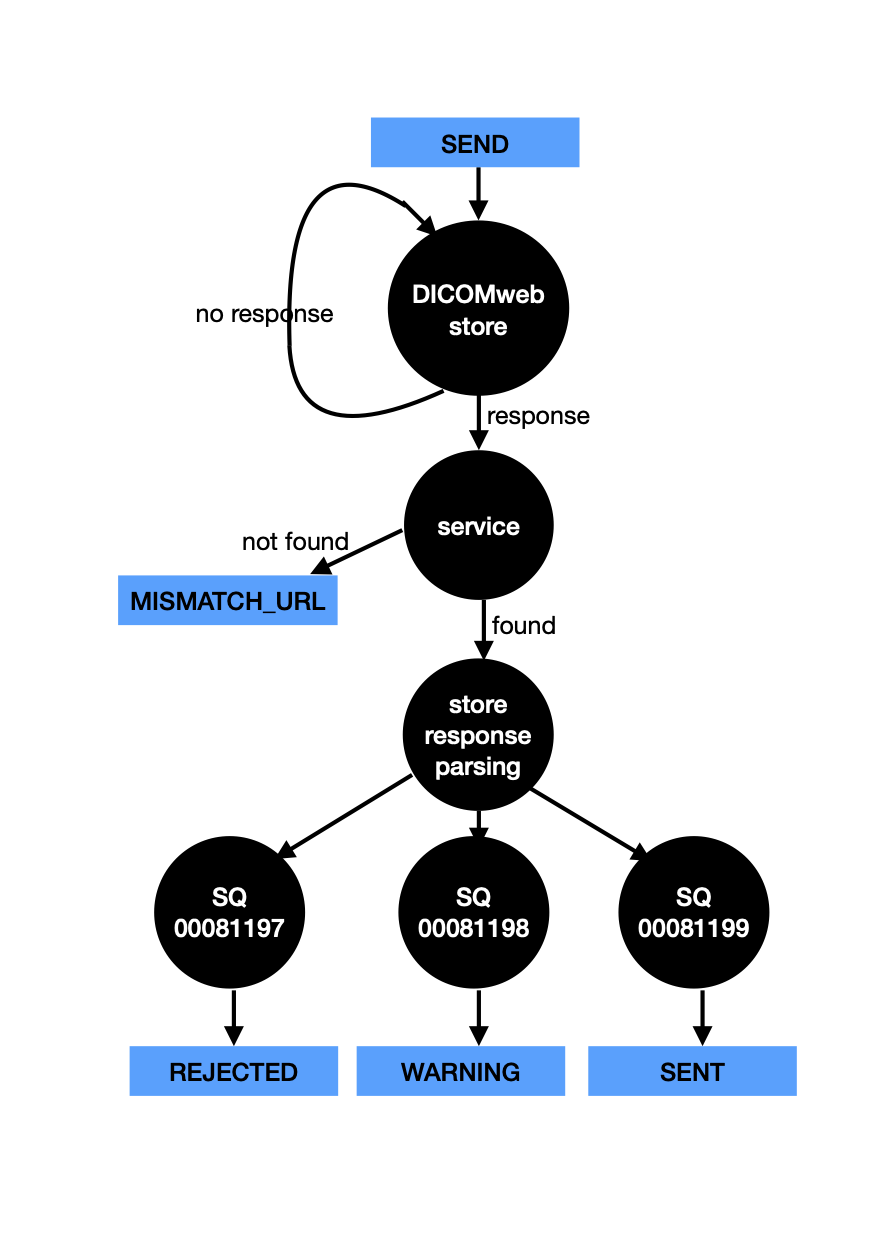 SEND
DICOMweb
store
no response
response
service
not found
MISMATCH_URL
found
store
response
parsing
SQ
00081197
SQ
00081198
SQ
00081199
REJECTED
WARNING
SENT